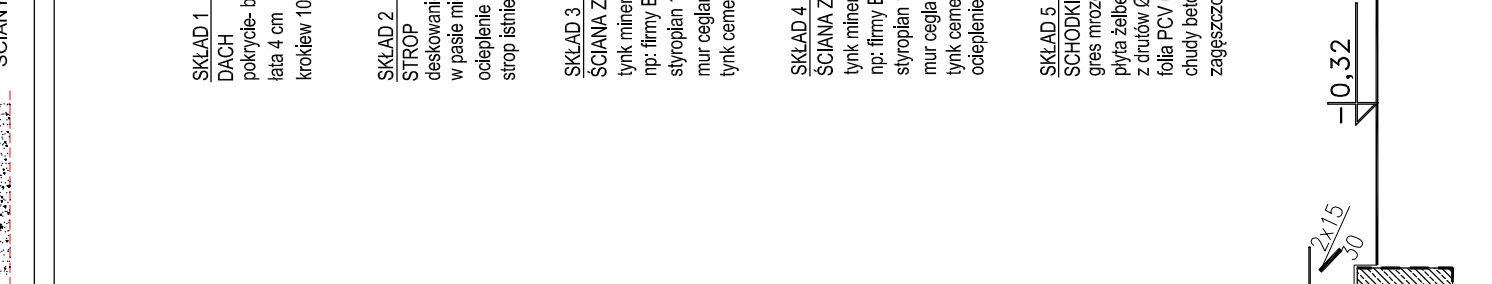 SKŁAD 1
DACH
pokrycie- b
łata 4 cm
krokiew 10
SKŁAD 2
STROP
deskowani
w pasie mi
ocieplenie
strop istnie
SKŁAD 3
ŚCIANA Z
tynk miner
np: firmy B
styropian 1
mur ceglar
tynk ceme
SKŁAD 4
ŚCIANA Z
tynk miner
np: firmy B
styropian
mur cegla
tynk ceme
ocieplenie
SKŁAD 5
SCHODKI
gres mrozo
płyta żelbe
z drutów Ø
folia PCV
chudy beto
zagęszczo
-0,32
2x15
30